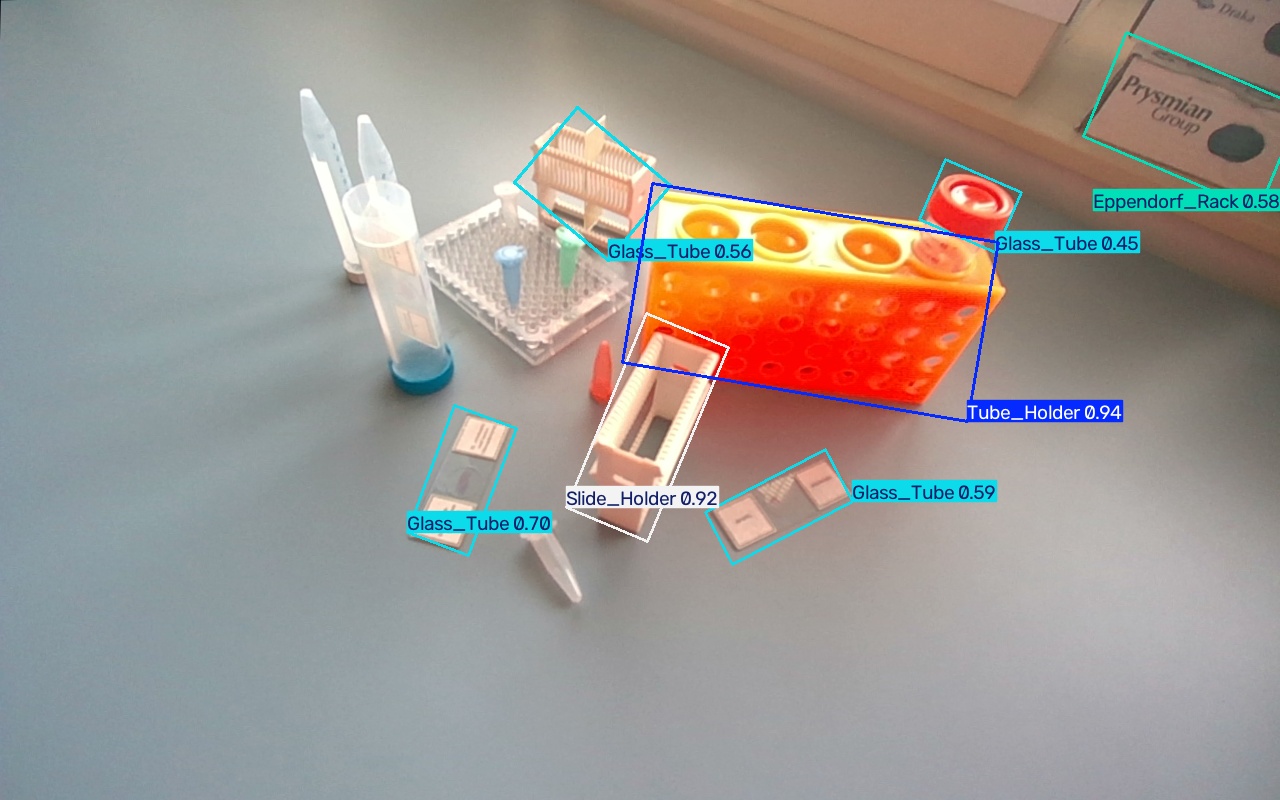 Draka
Prysmian
Group
Eppendorf_Rack 0.58
Glass_Tube 0.45
Glass_Tube 0.56
Tube_Holder 0.94
Slide_Holder 0.92
Glass_Tube 0.59
Glass_Tube 0.70